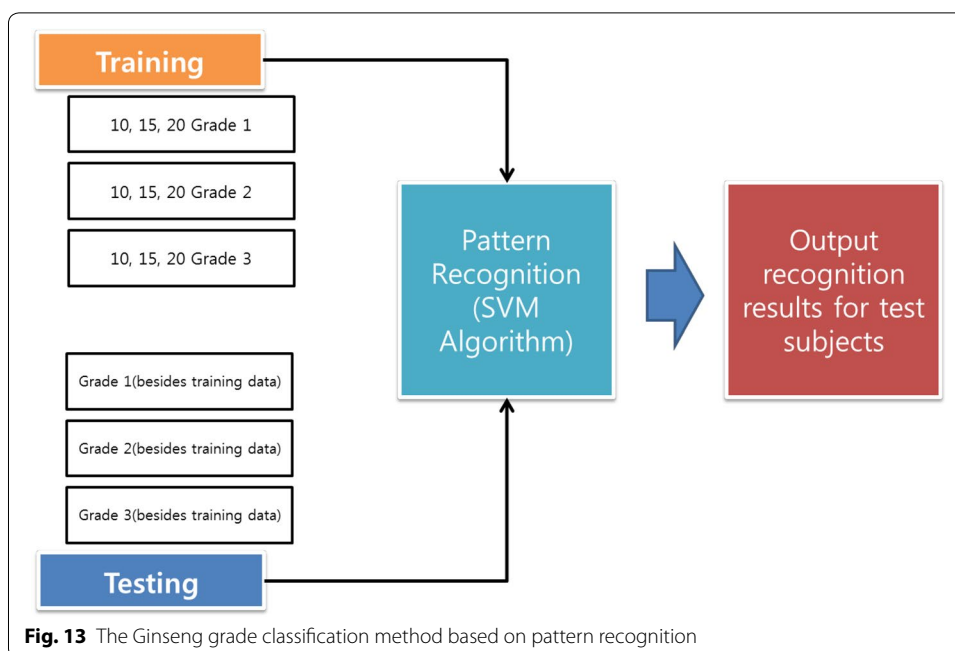 Training
10, 15, 20 Grade 1
10, 15, 20 Grade 2
10, 15, 20 Grade 3
Grade 1(besides training data)
Grade 2(besides training data)
Grade 3(besides training data)
Testing
Pattern
Recognition
(SVM
Algorithm)
Output
recognition
results for test
subjects
Fig. 13 The Ginseng grade classification method based on pattern recognition